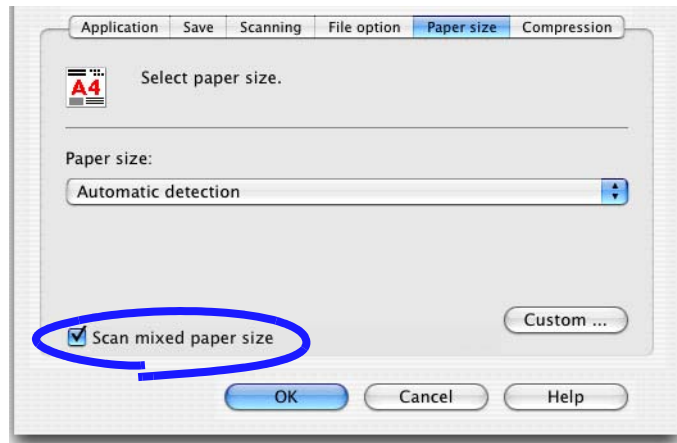 Application Save Scanning File option Paper size Compression
A4
Select paper size.
Paper size:
Automatic detection
Custom ...
Scan mixed paper size
OK Cancel Help